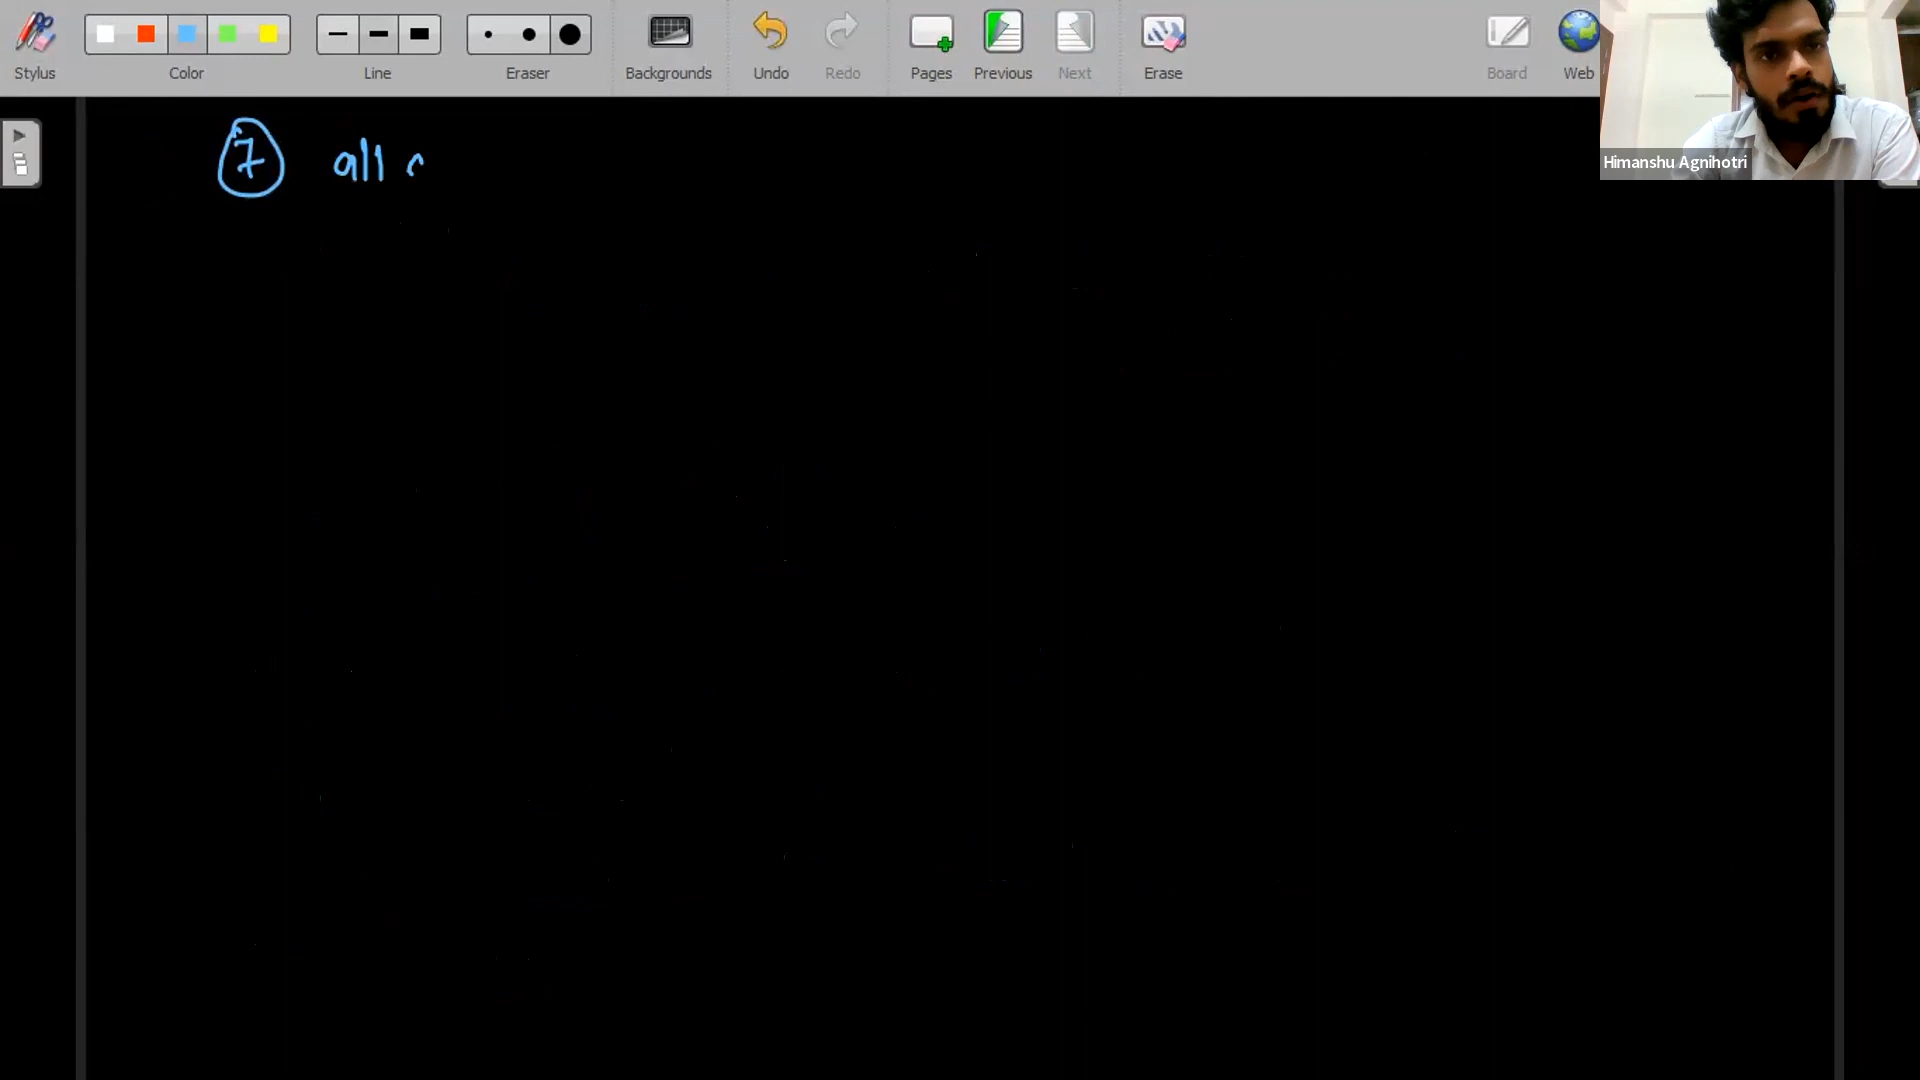 Stylus
Color
Line
Eraser
Backgrounds
Undo
Redo
Pages
Previous
Next
Erase
Board
Web
Himanshu Agnihotri
7 all